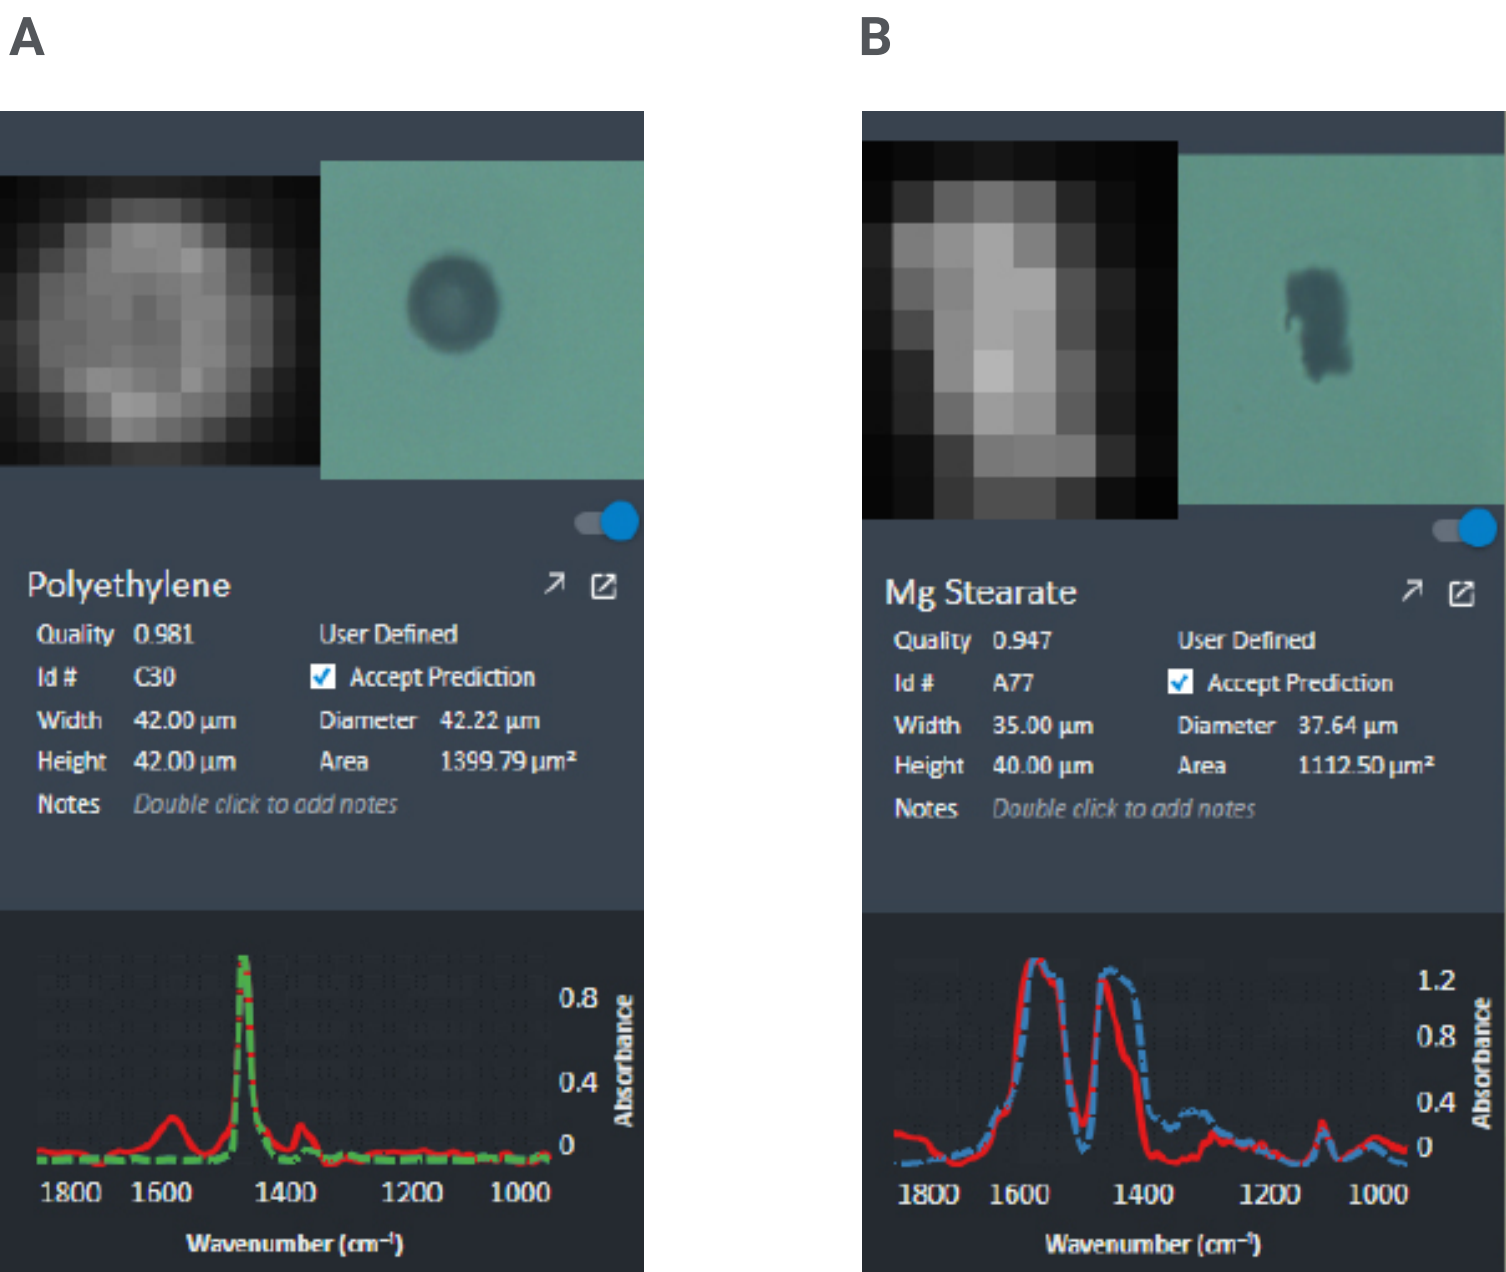 A
Polyethylene
Quality 0.981 User Defined
Id # C30 Accept Prediction
Width 42.00 µm Diameter 42.22 µm
Height 42.00 µm Area 1399.79 µm²
Notes Double click to add notes
0.8
0.4
0
Absorbance
1800 1600 1400 1200 1000
Wavenumber (cm⁻¹)
B
Mg Stearate
Quality 0.947 User Defined
Id # A77 Accept Prediction
Width 35.00 µm Diameter 37.64 µm
Height 40.00 µm Area 1112.50 µm²
Notes Double click to add notes
1.2
0.8
0.4
0
Absorbance
1800 1600 1400 1200 1000
Wavenumber (cm⁻¹)